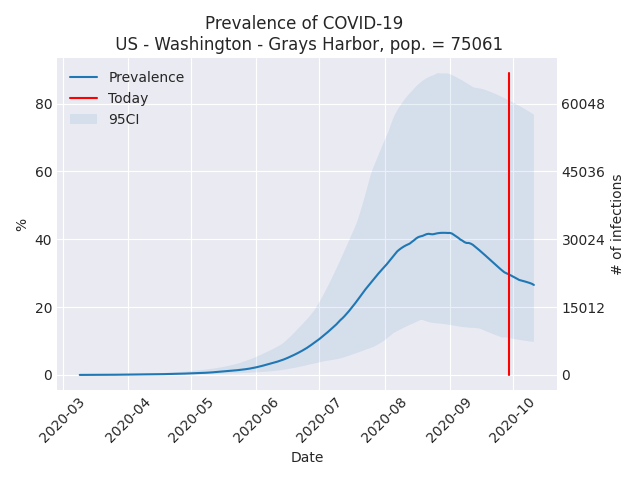 Prevalence of COVID-19
US - Washington - Grays Harbor, pop. = 75061
Prevalence
Today
95CI
80
60
40
20
0
%
60048
45036
30024
15012
0
# of infections
2020-03
2020-04
2020-05
2020-06
2020-07
2020-08
2020-09
2020-10
Date